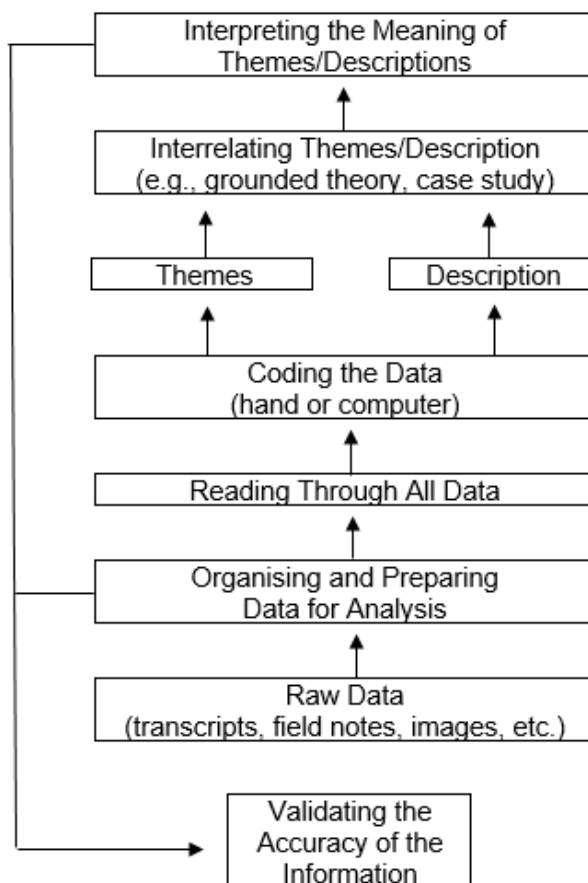 Interpreting the Meaning of
Themes/Descriptions
Interrelating Themes/Description
(e.g., grounded theory, case study)
Themes
Description
Coding the Data
(hand or computer)
Reading Through All Data
Organising and Preparing
Data for Analysis
Raw Data
(transcripts, field notes, images, etc.)
Validating the
Accuracy of the
Information